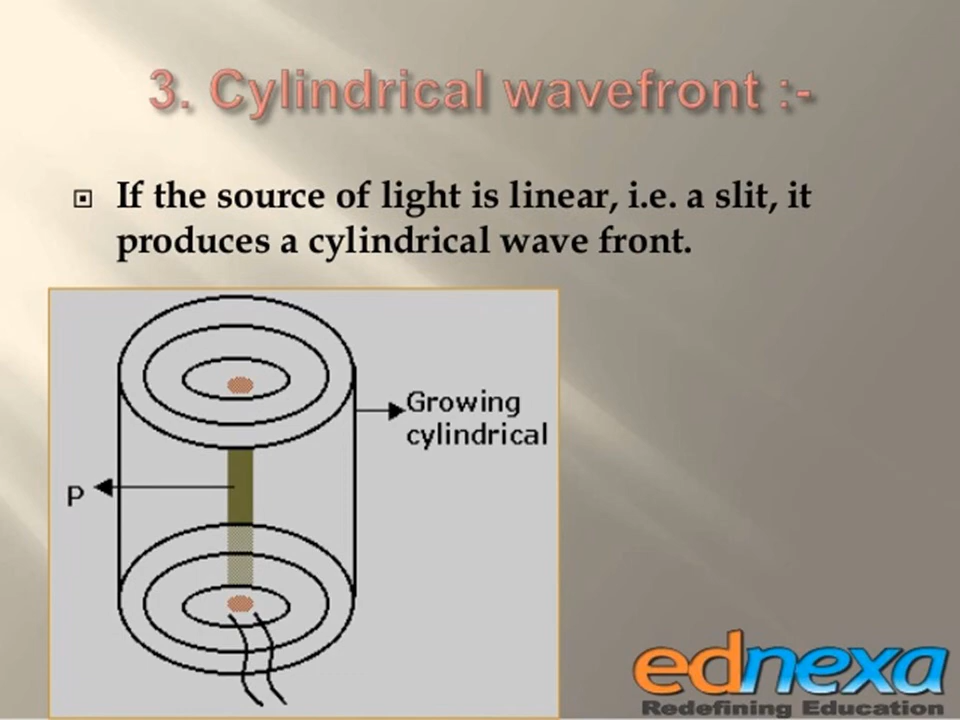 3. Cylindrical wavefront :-
If the source of light is linear, i.e. a slit, it
produces a cylindrical wave front.
Growing
cylindrical
P
ednexa
Redefining Education